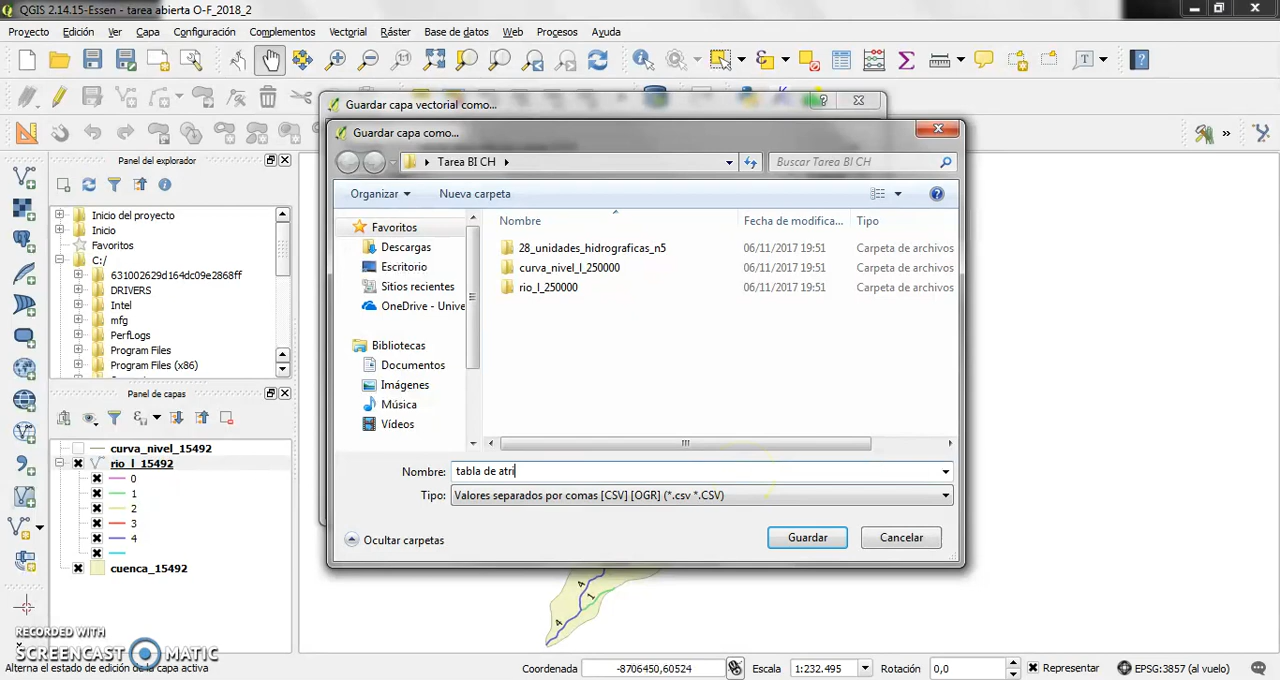 QGIS 2.14.15-Essen - tarea abierta O-F_2018_2
Proyecto Edición Ver Capa Configuración Complementos Vectorial Ráster Base de datos Web Procesos Ayuda
Guardar capa vectorial como...
Guardar capa como...
Tarea BI CH
Buscar Tarea BI CH
Organizar Nueva carpeta
Panel del explorador
Inicio del proyecto
Inicio
Favoritos
C:/
631002629d164dc09e2868ff
DRIVERS
Intel
mfg
PerfLogs
Program Files
Program Files (x86)
Favoritos
Descargas
Escritorio
Sitios recientes
OneDrive - Unive
Bibliotecas
Documentos
Imágenes
Música
Vídeos
Nombre Fecha de modifica... Tipo
28_unidades_hidrograficas_n5 06/11/2017 19:51 Carpeta de archivos
curva_nivel_l_250000 06/11/2017 19:51 Carpeta de archivos
rio_l_250000 06/11/2017 19:51 Carpeta de archivos
Nombre: tabla de atri
Tipo: Valores separados por comas [CSV] [OGR] (*.csv *.CSV)
Ocultar carpetas
Guardar Cancelar
Panel de capas
curva_nivel_15492
rio_l_15492
0
1
2
3
4
cuenca_15492
4
1
4
RECORDED WITH
SCREENCAST MATIC
Alterna el estado de edición de la capa activa
Coordenada -8706450,60524 Escala 1:232.495 Rotación 0,0 Representar EPSG:3857 (al vuelo)